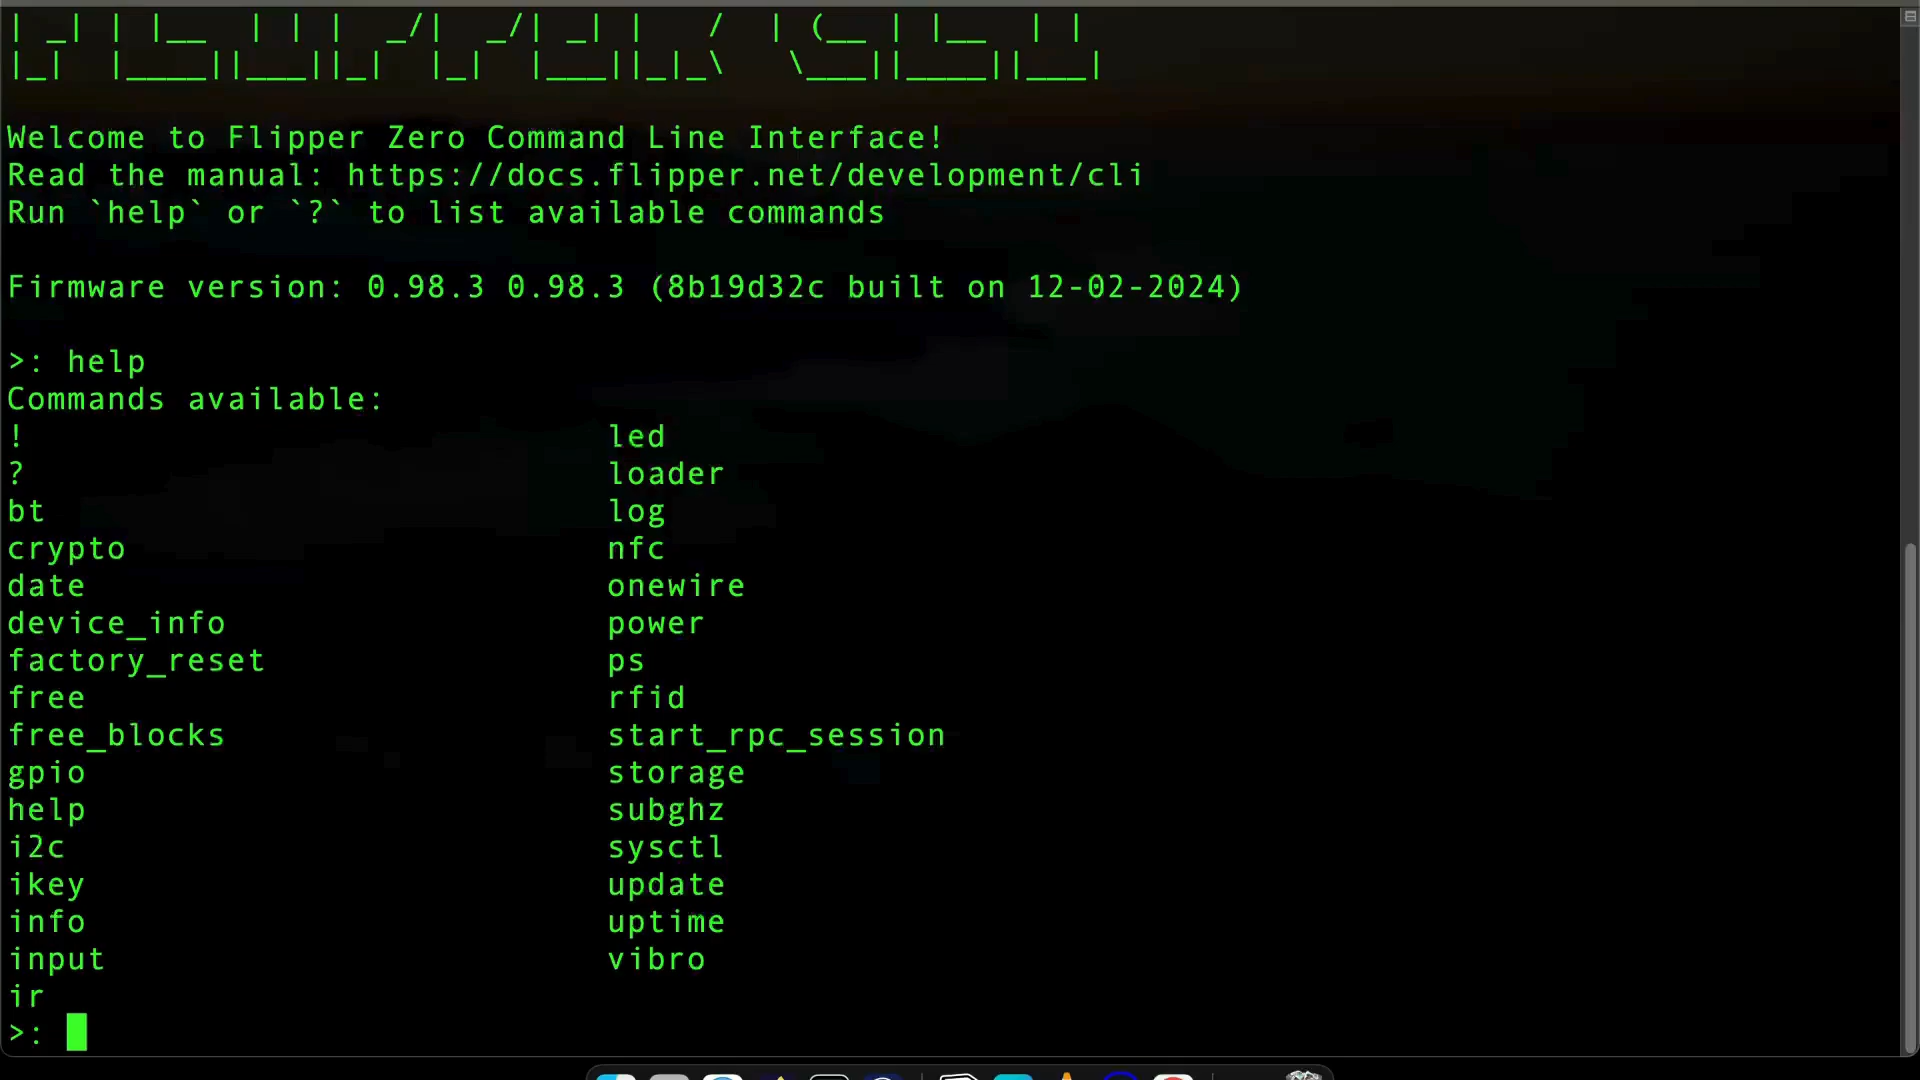 | _| | |__   | | |   _/|   _/| _| |    /   | (__ | |__   | |
|_|   |____||___||_|   |_|   |___||_|_\   \___||____||___|
Welcome to Flipper Zero Command Line Interface!
Read the manual: https://docs.flipper.net/development/cli
Run `help` or `?` to list available commands
Firmware version: 0.98.3 0.98.3 (8b19d32c built on 12-02-2024)
>: help
Commands available:
!                             led
?                             loader
bt                            log
crypto                        nfc
date                          onewire
device_info                   power
factory_reset                 ps
free                          rfid
free_blocks                   start_rpc_session
gpio                          storage
help                          subghz
i2c                           sysctl
ikey                          update
info                          uptime
input                         vibro
ir
>: